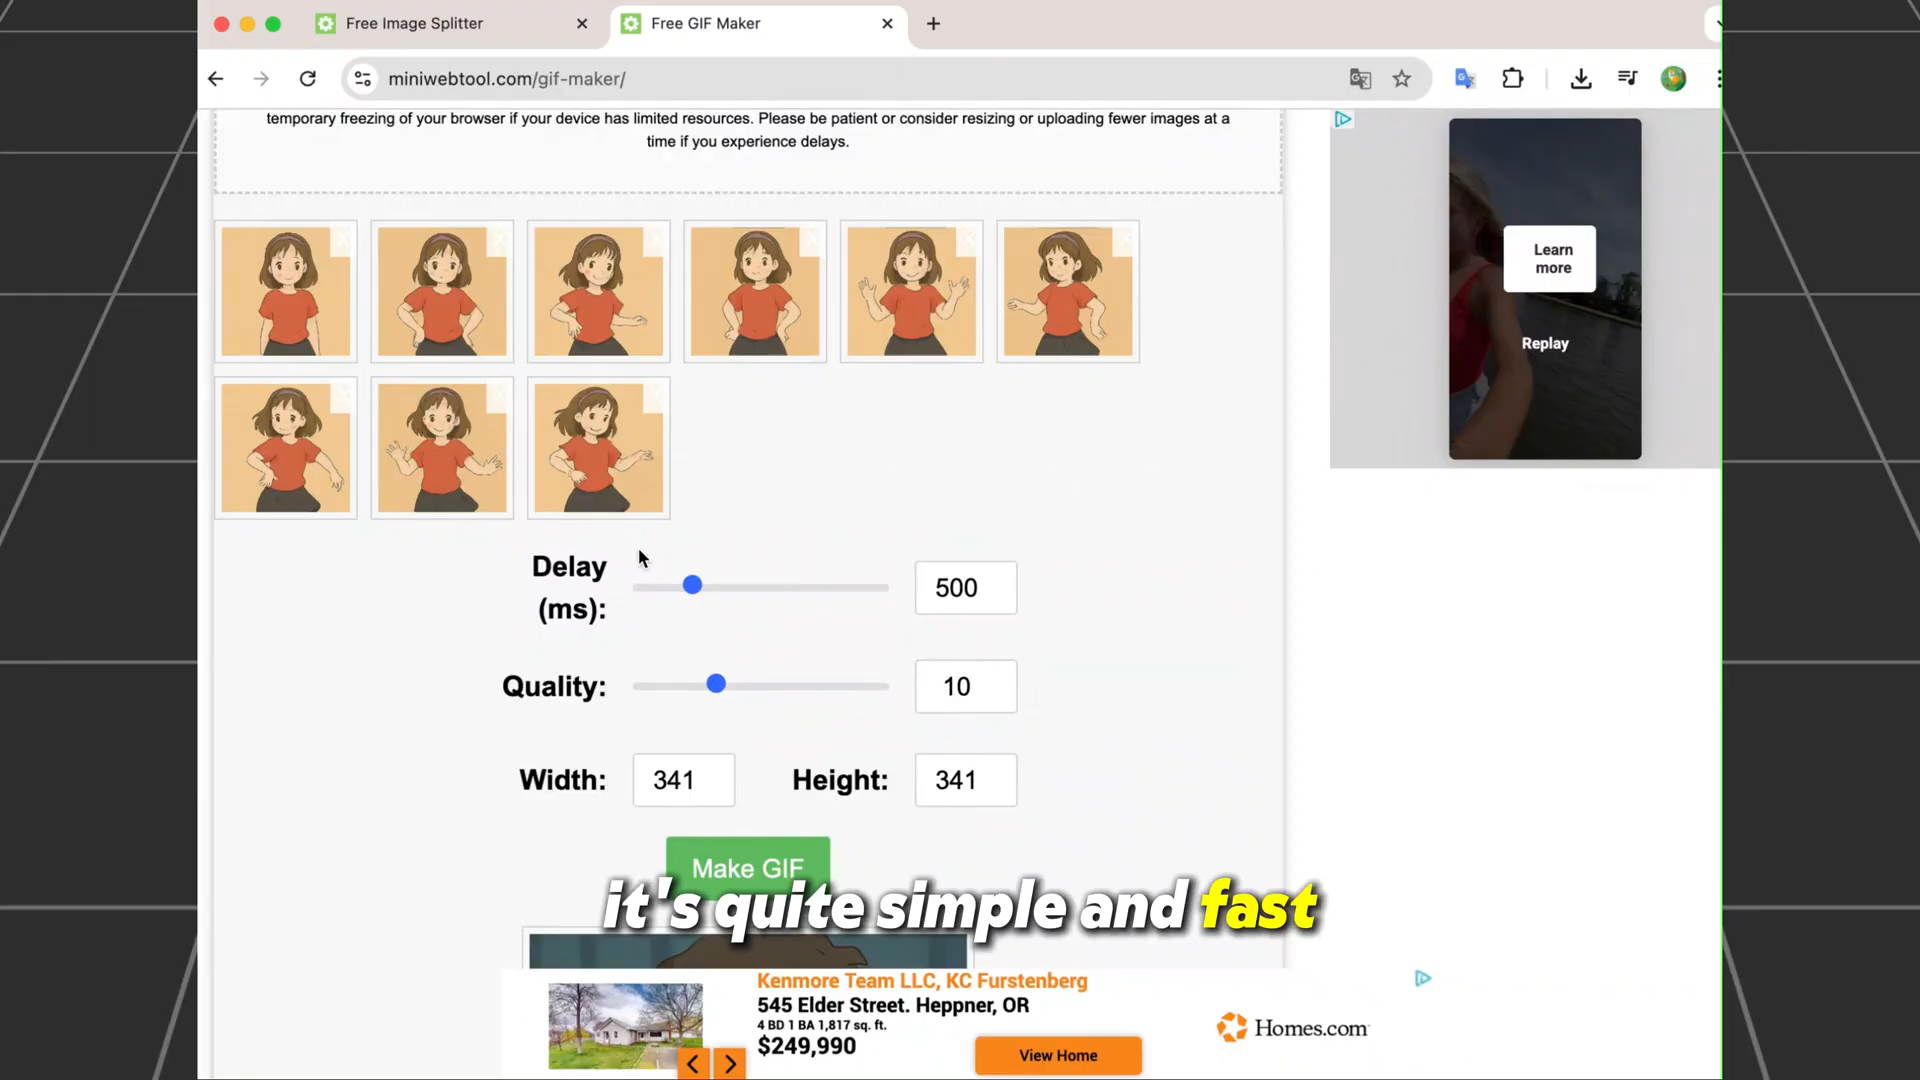 Free Image Splitter
Free GIF Maker
miniwebtool.com/gif-maker/
temporary freezing of your browser if your device has limited resources. Please be patient or consider resizing or uploading fewer images at a
time if you experience delays.
Learn
more
Replay
Delay
(ms):
500
Quality:
10
Width:
341
Height:
341
Make GIF
it's quite simple and fast
Kenmore Team LLC, KC Furstenberg
545 Elder Street. Heppner, OR
4 BD 1 BA 1,817 sq. ft.
$249,990
View Home
Homes.com